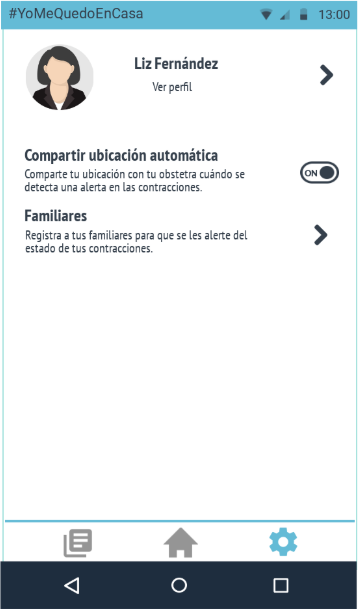 #YoMeQuedoEnCasa 13:00
Liz Fernández
Ver perfil
Compartir ubicación automática
Comparte tu ubicación con tu obstetra cuándo se
detecta una alerta en las contracciones.
ON
Familiares
Registra a tus familiares para que se les alerte del
estado de tus contracciones.